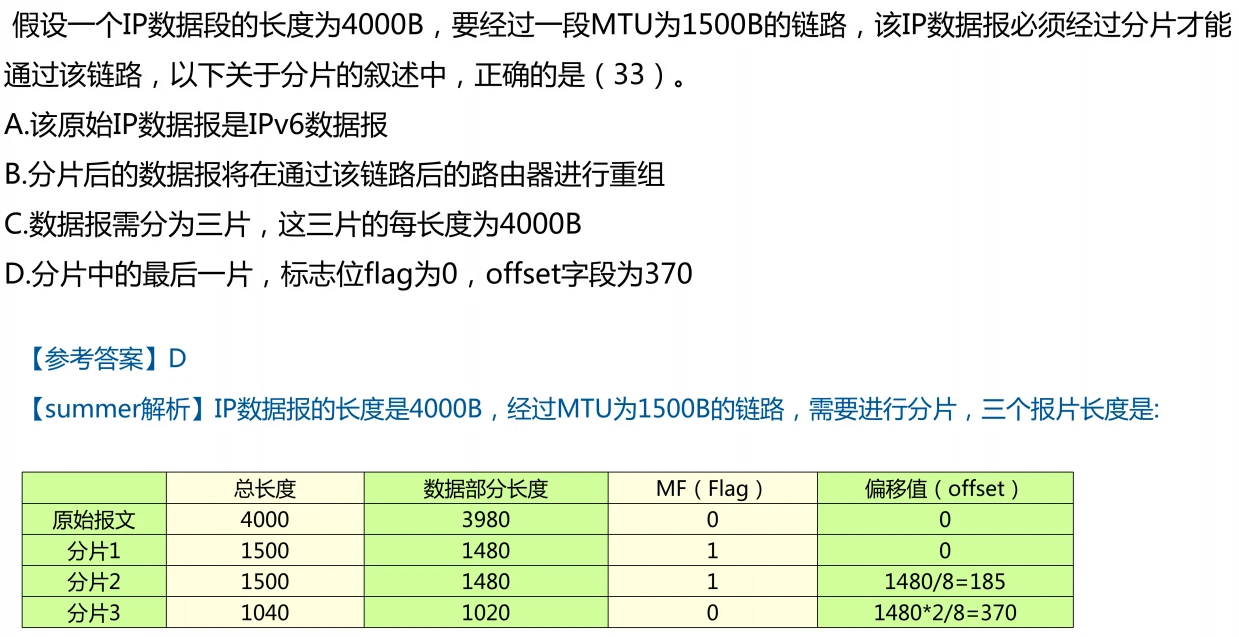 假设一个IP数据段的长度为4000B，要经过一段MTU为1500B的链路，该IP数据报必须经过分片才能
通过该链路，以下关于分片的叙述中，正确的是（33）。
A.该原始IP数据报是IPv6数据报
B.分片后的数据报将在通过该链路后的路由器进行重组
C.数据报需分为三片，这三片的每长度为4000B
D.分片中的最后一片，标志位flag为0，offset字段为370
【参考答案】D
【summer解析】IP数据报的长度是4000B，经过MTU为1500B的链路，需要进行分片，三个报片长度是:
总长度 数据部分长度 MF（Flag） 偏移值（offset）
原始报文 4000 3980 0 0
分片1 1500 1480 1 0
分片2 1500 1480 1 1480/8=185
分片3 1040 1020 0 1480*2/8=370